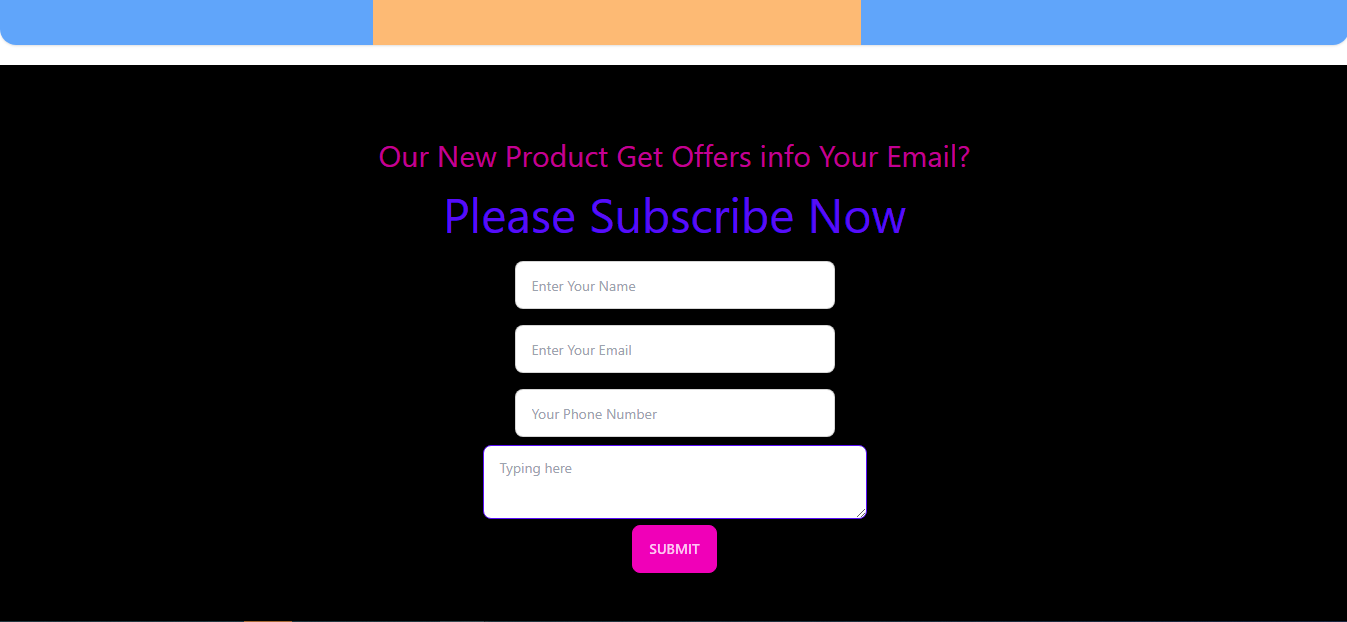 Our New Product Get Offers info Your Email?
Please Subscribe Now
Enter Your Name
Enter Your Email
Your Phone Number
Typing here
SUBMIT